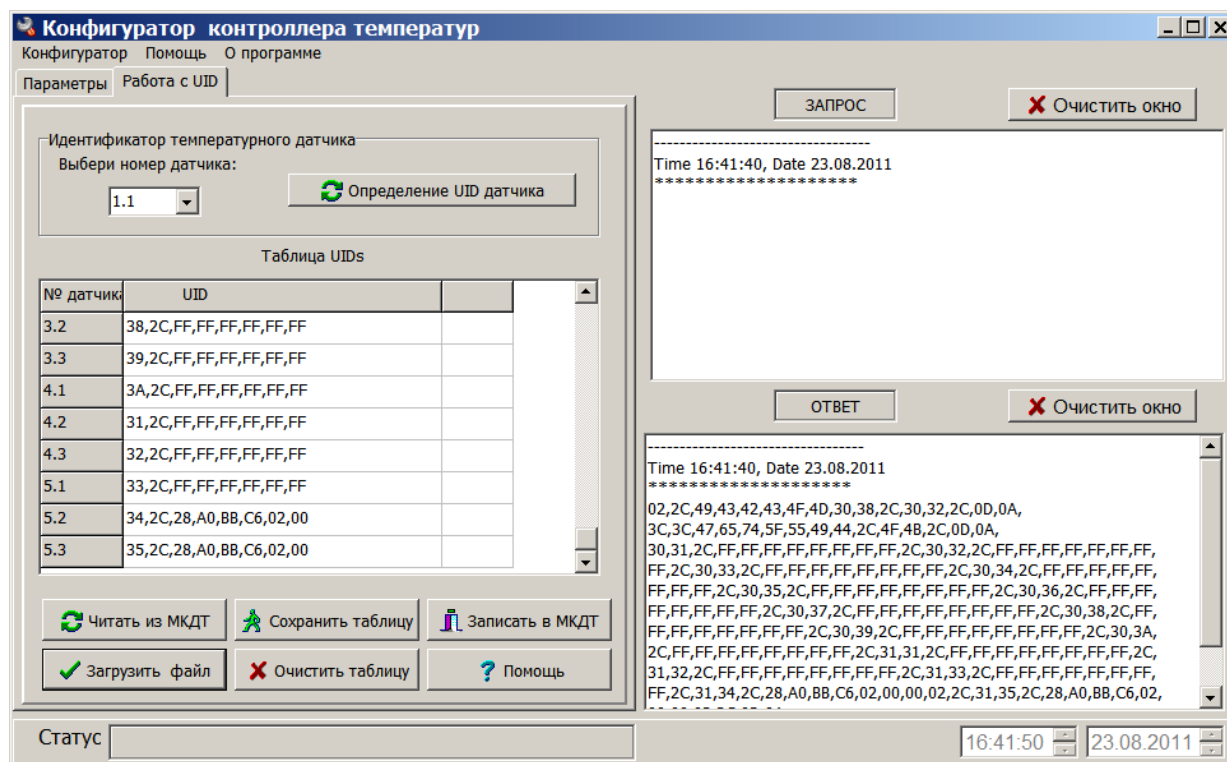 Конфигуратор контроллера температур
Конфигуратор Помощь О программе
Параметры Работа с UID
Идентификатор температурного датчика
Выбери номер датчика:
1.1
Определение UID датчика
Таблица UIDs
№ датчик UID
3.2 38,2C,FF,FF,FF,FF,FF,FF
3.3 39,2C,FF,FF,FF,FF,FF,FF
4.1 3A,2C,FF,FF,FF,FF,FF,FF
4.2 31,2C,FF,FF,FF,FF,FF,FF
4.3 32,2C,FF,FF,FF,FF,FF,FF
5.1 33,2C,FF,FF,FF,FF,FF,FF
5.2 34,2C,28,A0,BB,C6,02,00
5.3 35,2C,28,A0,BB,C6,02,00
Читать из МКДТ Сохранить таблицу Записать в МКДТ
Загрузить файл Очистить таблицу Помощь
ЗАПРОС Очистить окно
----------------------------------
Time 16:41:40, Date 23.08.2011
*********************
ОТВЕТ Очистить окно
----------------------------------
Time 16:41:40, Date 23.08.2011
*********************
02,2C,49,43,42,43,4F,4D,30,38,2C,30,32,2C,0D,0A,
3C,3C,47,65,74,5F,55,49,44,2C,4F,4B,2C,0D,0A,
30,31,2C,FF,FF,FF,FF,FF,FF,FF,FF,2C,30,32,2C,FF,FF,FF,FF,FF,FF,FF,
FF,2C,30,33,2C,FF,FF,FF,FF,FF,FF,FF,FF,2C,30,34,2C,FF,FF,FF,FF,FF,
FF,FF,FF,2C,30,35,2C,FF,FF,FF,FF,FF,FF,FF,FF,2C,30,36,2C,FF,FF,FF,
FF,FF,FF,FF,FF,2C,30,37,2C,FF,FF,FF,FF,FF,FF,FF,FF,2C,30,38,2C,FF,
FF,FF,FF,FF,FF,FF,FF,2C,30,39,2C,FF,FF,FF,FF,FF,FF,FF,FF,2C,30,3A,
2C,FF,FF,FF,FF,FF,FF,FF,FF,2C,31,31,2C,FF,FF,FF,FF,FF,FF,FF,FF,2C,
31,32,2C,FF,FF,FF,FF,FF,FF,FF,FF,2C,31,33,2C,FF,FF,FF,FF,FF,FF,FF,
FF,2C,31,34,2C,28,A0,BB,C6,02,00,00,02,2C,31,35,2C,28,A0,BB,C6,02,
Статус 16:41:50 23.08.2011